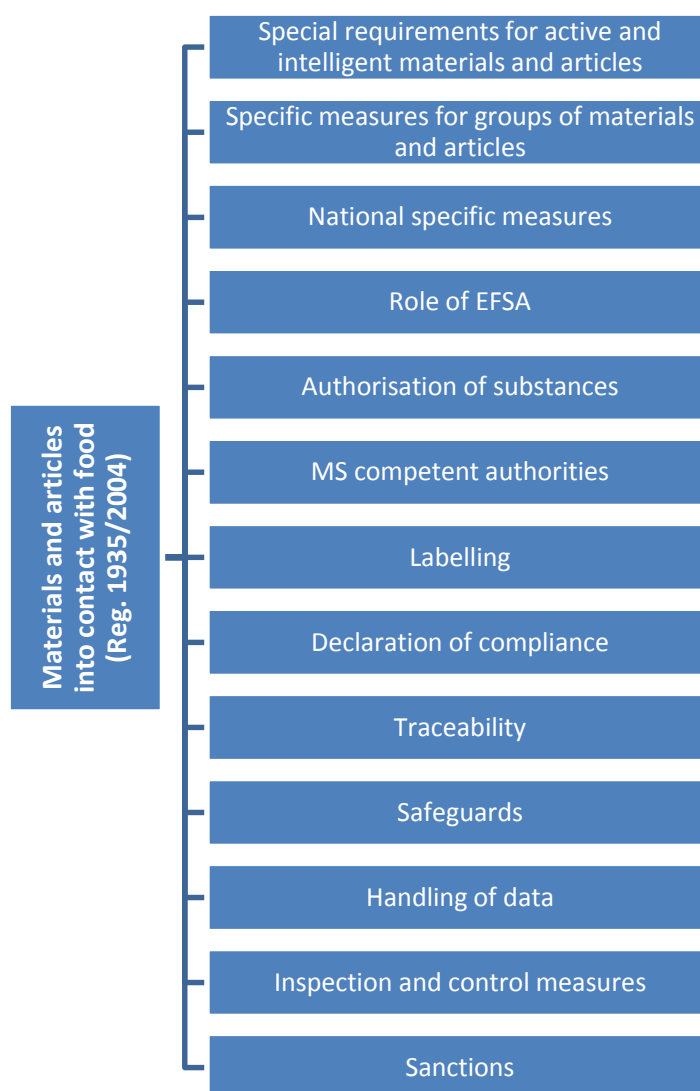 Materials and articles
into contact with food
(Reg. 1935/2004)
Special requirements for active and
intelligent materials and articles
Specific measures for groups of materials
and articles
National specific measures
Role of EFSA
Authorisation of substances
MS competent authorities
Labelling
Declaration of compliance
Traceability
Safeguards
Handling of data
Inspection and control measures
Sanctions